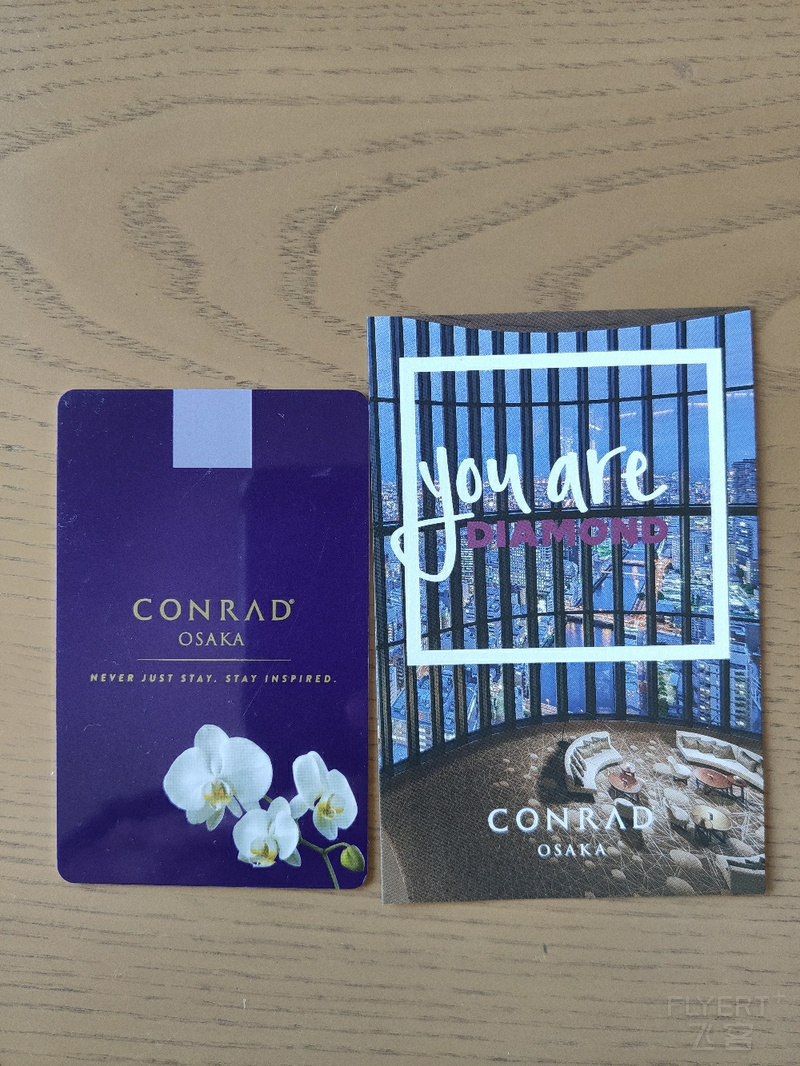 CONRAD®
OSAKA
NEVER JUST STAY. STAY INSPIRED.
you are
DIAMOND
CONRAD
OSAKA
FLYERT+
飞客